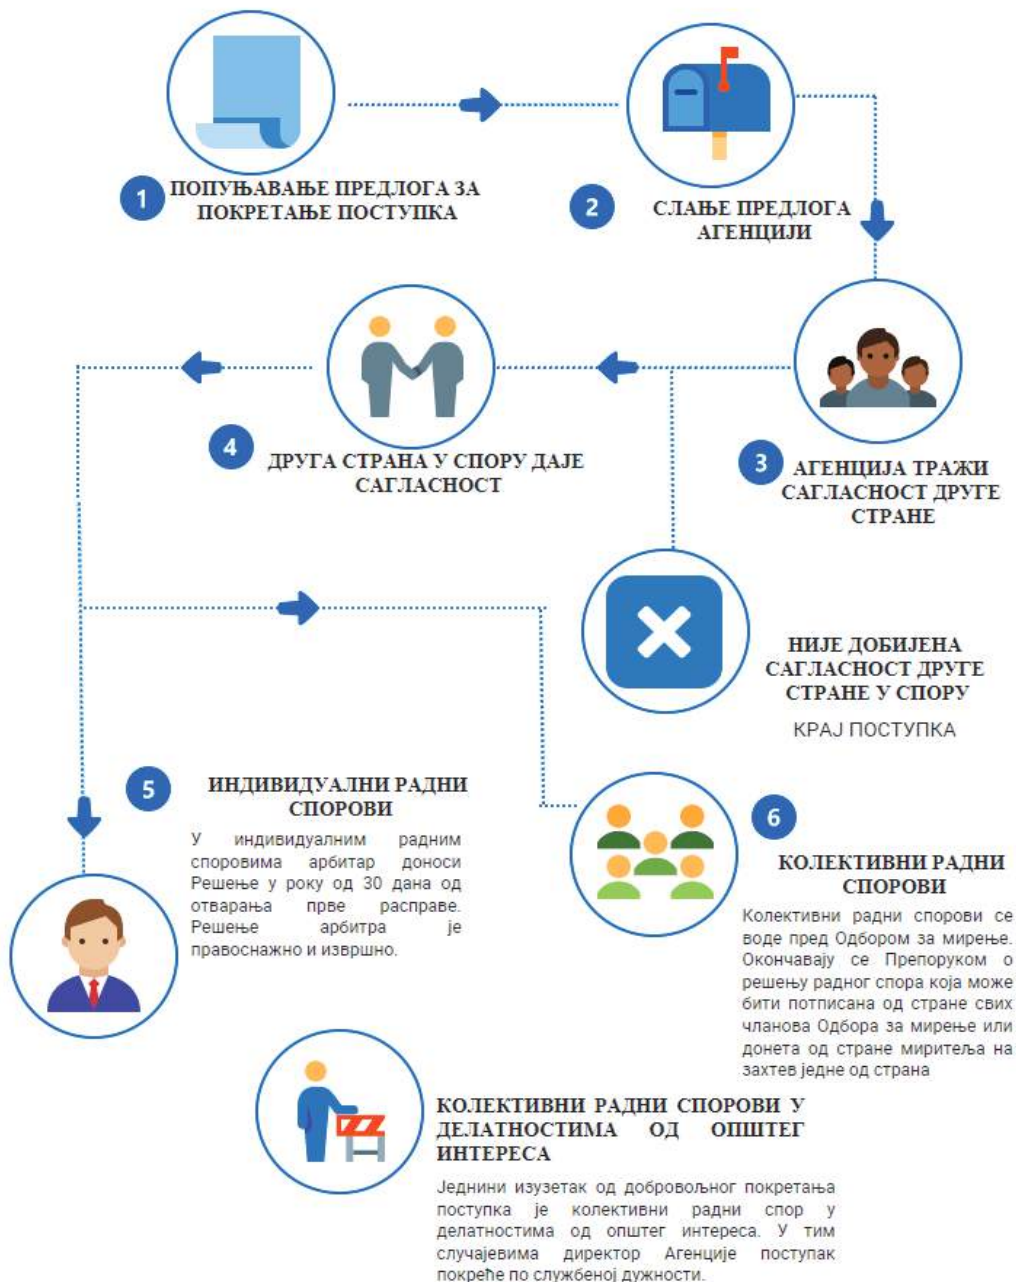 1
ПОПУЊАВАЊЕ ПРЕДЛОГА ЗА
ПОКРЕТАЊЕ ПОСТУПКА
2
СЛАЊЕ ПРЕДЛОГА
АГЕНЦИЈИ
3
АГЕНЦИЈА ТРАЖИ
САГЛАСНОСТ ДРУГЕ
СТРАНЕ
4
ДРУГА СТРАНА У СПОРУ ДАЈЕ
САГЛАСНОСТ
НИЈЕ ДОБИЈЕНА
САГЛАСНОСТ ДРУГЕ
СТРАНЕ У СПОРУ
КРАЈ ПОСТУПКА
5
ИНДИВИДУАЛНИ РАДНИ
СПОРОВИ
У индивидуалним радним
споровима арбитар доноси
Решење у року од 30 дана од
отварања прве расправе.
Решење арбитра је
правоснажно и извршно.
6
КОЛЕКТИВНИ РАДНИ
СПОРОВИ
Колективни радни спорови се
воде пред Одбором за мирење.
Окончавају се Препоруком о
решењу радног спора која може
бити потписана од стране свих
чланова Одбора за мирење или
донета од стране миритеља на
захтев једне од страна
КОЛЕКТИВНИ РАДНИ СПОРОВИ У
ДЕЛАТНОСТИМА ОД ОПШТЕГ
ИНТЕРЕСА
Једнини изузетак од добровољног покретања
поступка је колективни радни спор у
делатностима од општег интереса. У тим
случајевима директор Агенције поступак
покреће по службеној дужности.